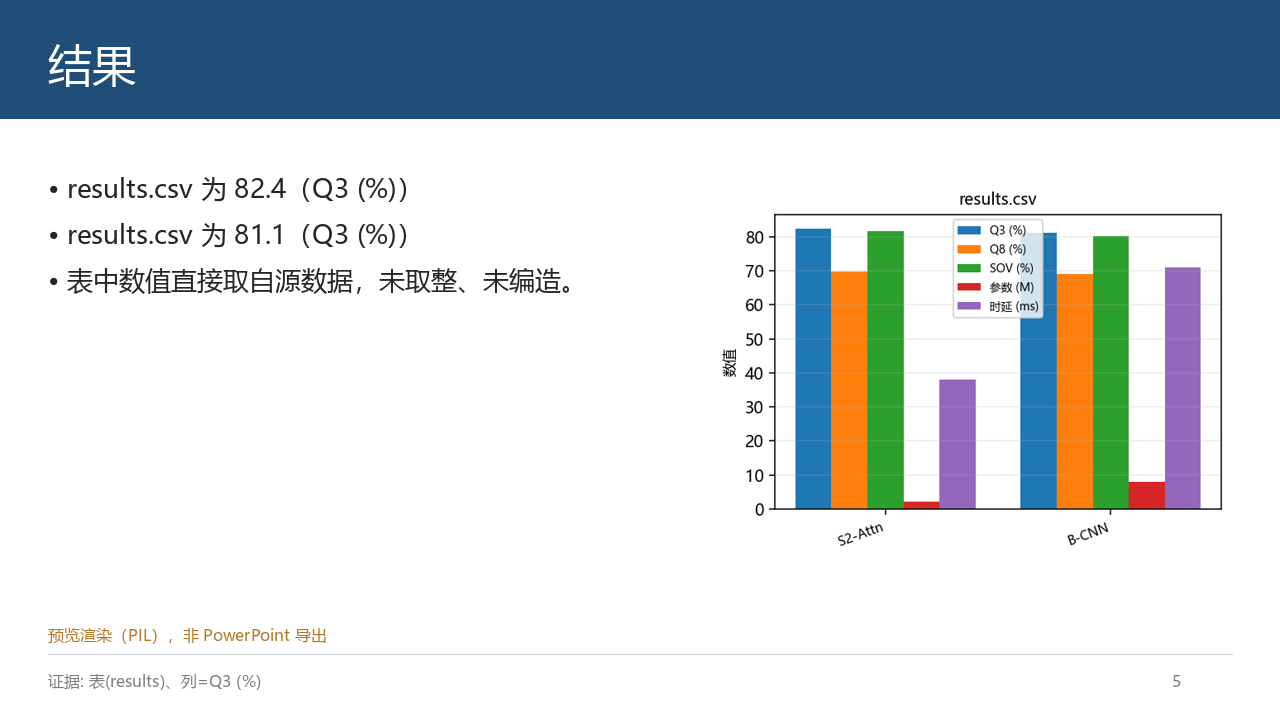 结果
• results.csv 为 82.4（Q3 (%)）
• results.csv 为 81.1（Q3 (%)）
• 表中数值直接取自源数据，未取整、未编造。
results.csv
Q3 (%)
Q8 (%)
SOV (%)
参数 (M)
时延 (ms)
数值
80
70
60
50
40
30
20
10
0
S2-Attn
B-CNN
预览渲染（PIL），非 PowerPoint 导出
证据: 表(results)、列=Q3 (%)
5